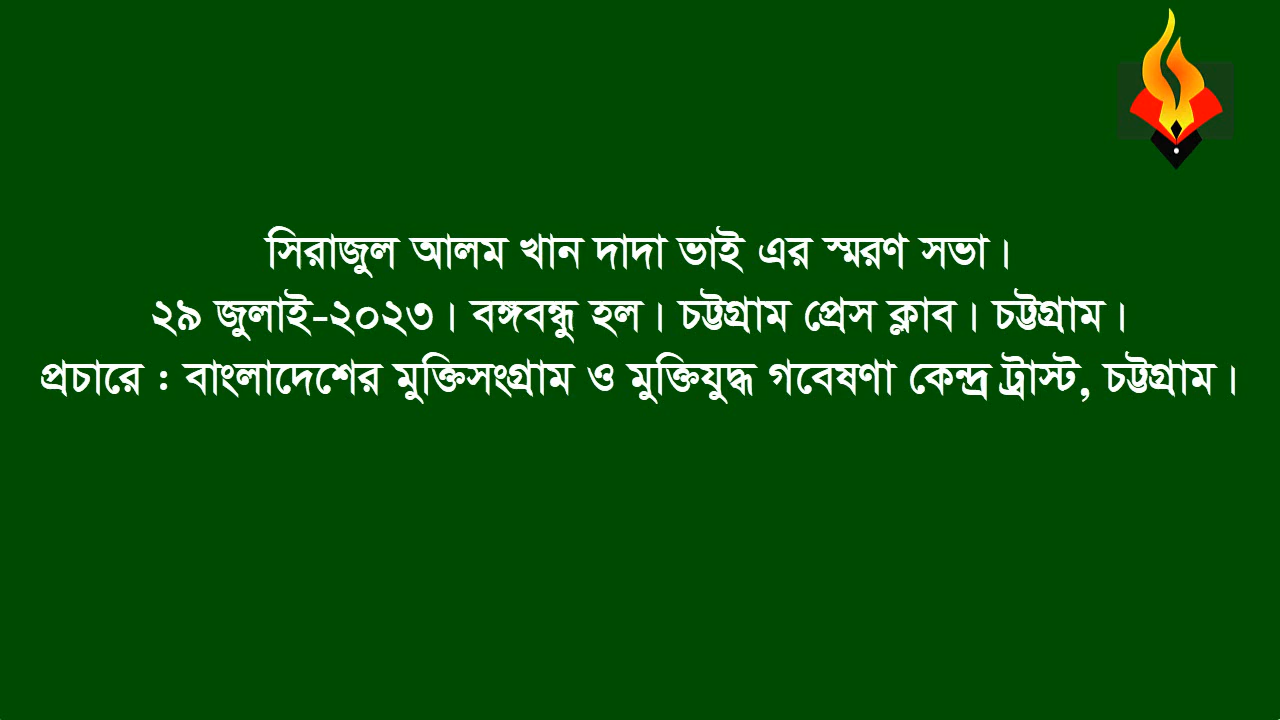 সিরাজুল আলম খান দাদা ভাই এর স্মরণ সভা।
২৯ জুলাই-২০২৩। বঙ্গবন্ধু হল। চট্টগ্রাম প্রেস ক্লাব। চট্টগ্রাম।
প্রচারে : বাংলাদেশের মুক্তিসংগ্রাম ও মুক্তিযুদ্ধ গবেষণা কেন্দ্র ট্রাস্ট, চট্টগ্রাম।